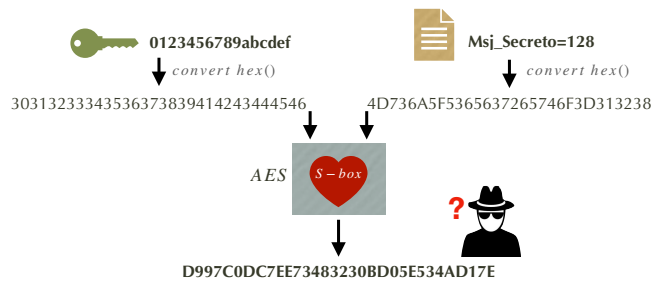 0123456789abcdef
Msj_Secreto=128
convert hex()
convert hex()
30313233343536373839414243444546
4D736A5F5365637265746F3D313238
AES
S – box
?
D997C0DC7EE73483230BD05E534AD17E